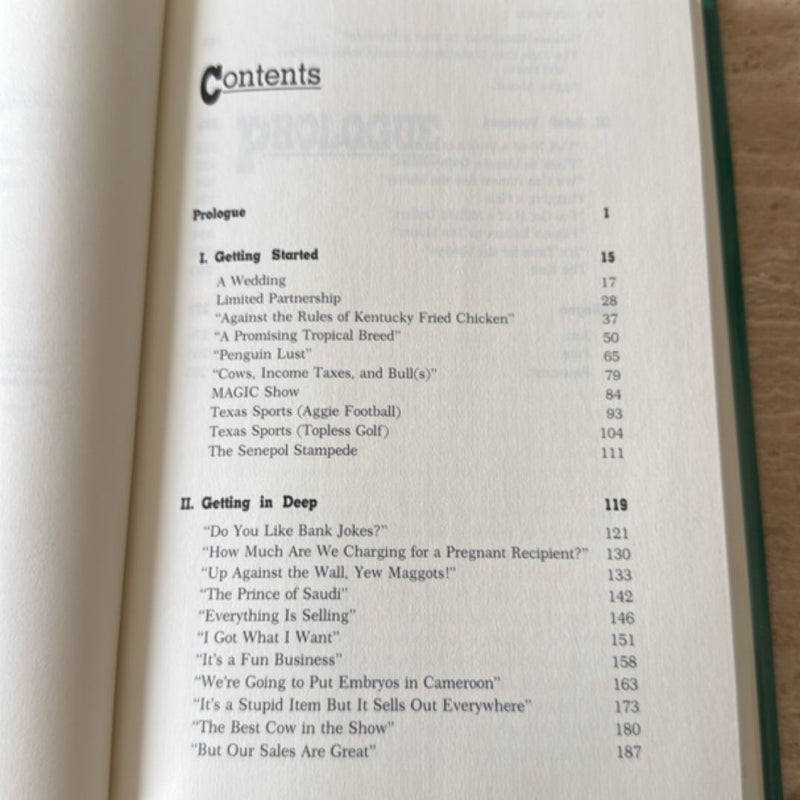 Contents
Prologue 1
I. Getting Started 15
A Wedding 17
Limited Partnership 28
"Against the Rules of Kentucky Fried Chicken" 37
"A Promising Tropical Breed" 50
"Penguin Lust" 65
"Cows, Income Taxes, and Bull(s)" 79
MAGIC Show 84
Texas Sports (Aggie Football) 93
Texas Sports (Topless Golf) 104
The Senepol Stampede 111
II. Getting in Deep 119
"Do You Like Bank Jokes?" 121
"How Much Are We Charging for a Pregnant Recipient?" 130
"Up Against the Wall, Yew Maggots!" 133
"The Prince of Saudi" 142
"Everything Is Selling" 146
"I Got What I Want" 151
"It's a Fun Business" 158
"We're Going to Put Embryos in Cameroon" 163
"It's a Stupid Item But It Sells Out Everywhere" 173
"The Best Cow in the Show" 180
"But Our Sales Are Great" 187